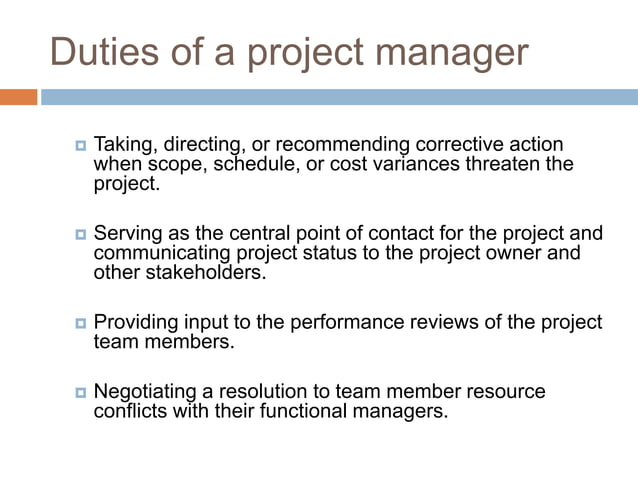 Duties of a project manager
Taking, directing, or recommending corrective action
when scope, schedule, or cost variances threaten the
project.
Serving as the central point of contact for the project and
communicating project status to the project owner and
other stakeholders.
Providing input to the performance reviews of the project
team members.
Negotiating a resolution to team member resource
conflicts with their functional managers.